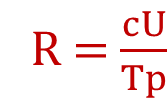 R = cU/Tp